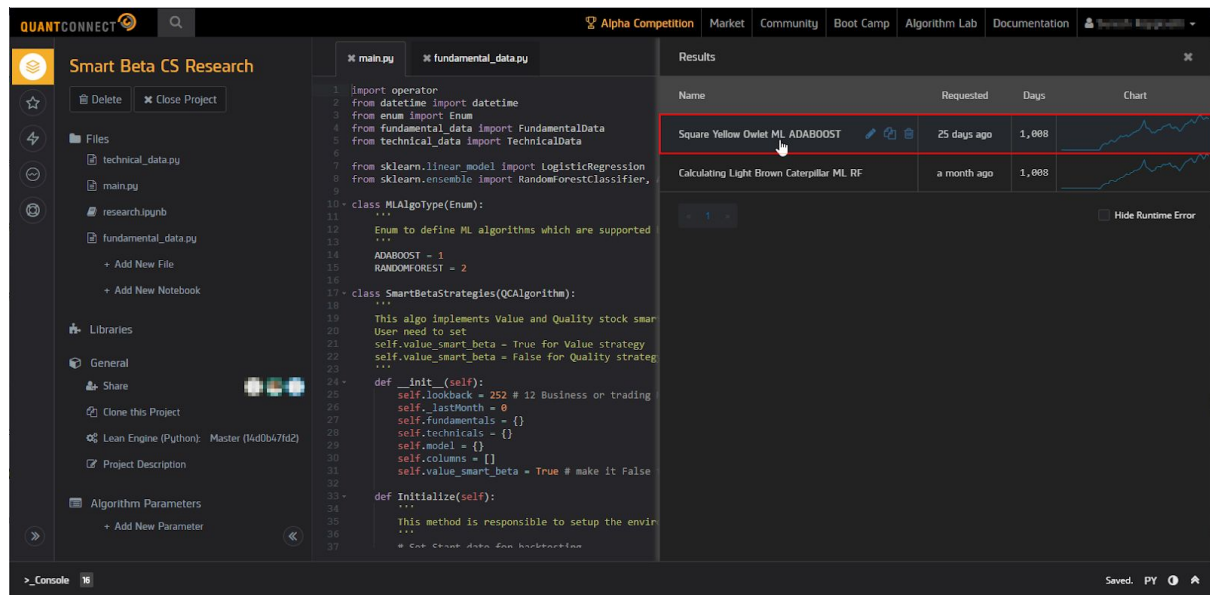 QUANTCONNECT
Alpha Competition Market Community Boot Camp Algorithm Lab Documentation
Smart Beta CS Research
Delete Close Project
Files
technical_data.py
main.py
research.ipynb
fundamental_data.py
+ Add New File
+ Add New Notebook
Libraries
General
Share
Clone this Project
Lean Engine (Python): Master (14d0b47fd2)
Project Description
Algorithm Parameters
+ Add New Parameter
main.py fundamental_data.py
1 import operator
2 from datetime import datetime
3 from enum import Enum
4 from fundamental_data import FundamentalData
5 from technical_data import TechnicalData
6
7 from sklearn.linear_model import LogisticRegression
8 from sklearn.ensemble import RandomForestClassifier,
9
10 class MLAlgoType(Enum):
11 '''
12 Enum to define ML algorithms which are supported
13 '''
14 ADABOOST = 1
15 RANDOMFOREST = 2
16
17 class SmartBetaStrategies(QCAlgorithm):
18 '''
19 This algo implements Value and Quality stock smar
20 User need to set
21 self.value_smart_beta = True for Value strategy
22 self.value_smart_beta = False for Quality strateg
23 '''
24 def __init__(self):
25 self.lookback = 252 # 12 Business or trading
26 self._lastMonth = 0
27 self.fundamentals = {}
28 self.technicals = {}
29 self.model = {}
30 self.columns = []
31 self.value_smart_beta = True # make it False
32
33 def Initialize(self):
34 '''
35 This method is responsible to setup the envir
36 '''
37 # Set Start date for backtesting
Results
Name Requested Days Chart
Square Yellow Owlet ML ADABOOST 25 days ago 1,008
Calculating Light Brown Caterpillar ML RF a month ago 1,008
1
Hide Runtime Error
>_Console 16
Saved. PY